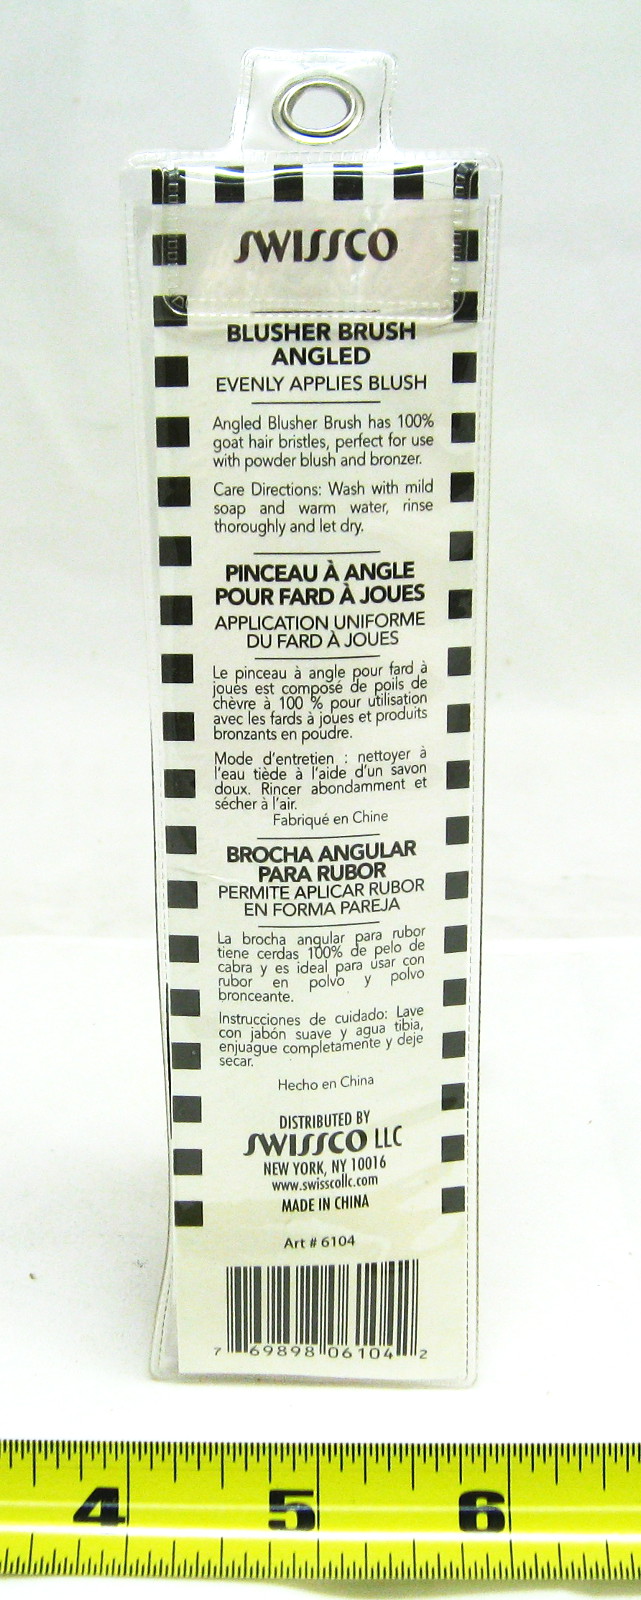 SWISSCO
BLUSHER BRUSH
ANGLED
EVENLY APPLIES BLUSH
Angled Blusher Brush has 100%
goat hair bristles, perfect for use
with powder blush and bronzer.
Care Directions: Wash with mild
soap and warm water, rinse
thoroughly and let dry.
PINCEAU À ANGLE
POUR FARD À JOUES
APPLICATION UNIFORME
DU FARD À JOUES
Le pinceau à angle pour fard à
joues est composé de poils de
chèvre à 100 % pour utilisation
avec les fards à joues et produits
bronzants en poudre.
Mode d'entretien : nettoyer à
l'eau tiède à l'aide d'un savon
doux. Rincer abondamment et
sécher à l'air.
Fabriqué en Chine
BROCHA ANGULAR
PARA RUBOR
PERMITE APLICAR RUBOR
EN FORMA PAREJA
La brocha angular para rubor
tiene cerdas 100% de pelo de
cabra y es ideal para usar con
rubor en polvo y polvo
bronceante.
Instrucciones de cuidado: Lave
con jabón suave y agua tibia,
enjuague completamente y deje
secar.
Hecho en China
DISTRIBUTED BY
SWISSCO LLC
NEW YORK, NY 10016
www.swisscollc.com
MADE IN CHINA
Art # 6104
7 69898 06104 2
4 5 6